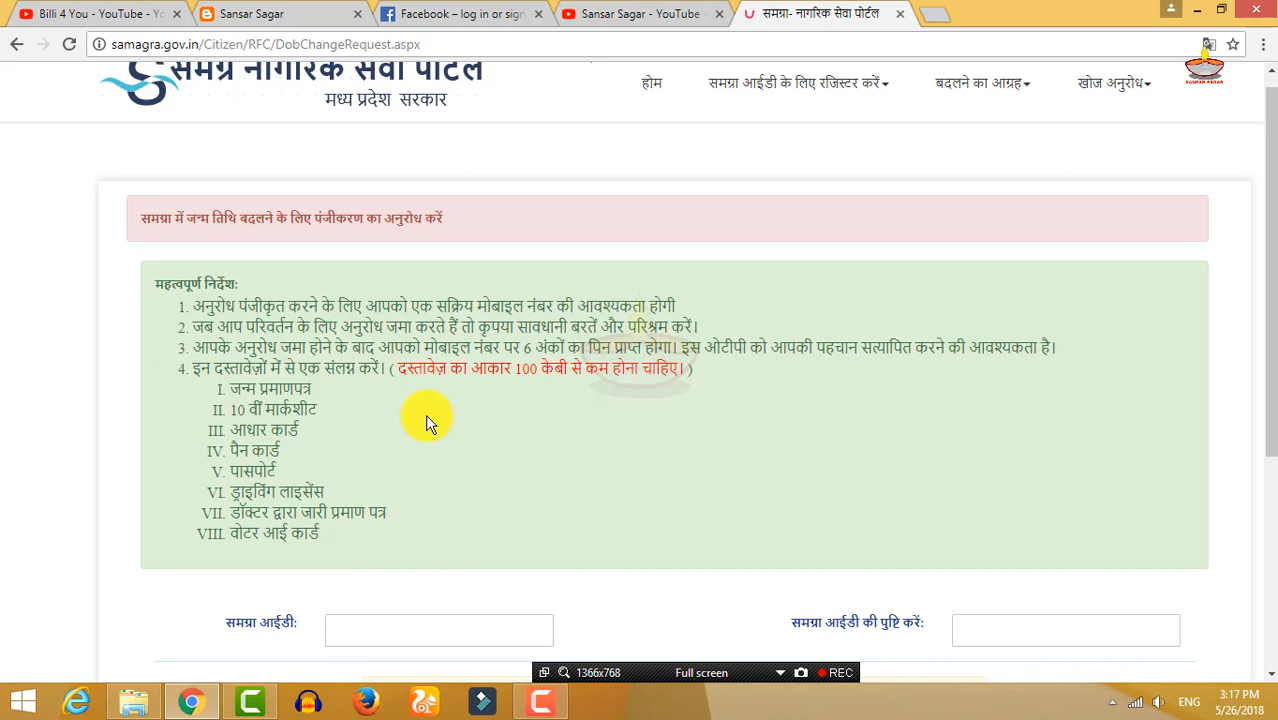 Billi 4 You - YouTube - Yo
Sansar Sagar
Facebook – log in or sign
Sansar Sagar - YouTube -
समग्रा- नागरिक सेवा पोर्टल
samagra.gov.in/Citizen/RFC/DobChangeRequest.aspx
समग्र नागरिक सेवा पोर्टल
मध्य प्रदेश सरकार
होम
समग्रा आईडी के लिए रजिस्टर करें
बदलने का आग्रह
खोज अनुरोध
समग्रा में जन्म तिथि बदलने के लिए पंजीकरण का अनुरोध करें
महत्वपूर्ण निर्देश:
1. अनुरोध पंजीकृत करने के लिए आपको एक सक्रिय मोबाइल नंबर की आवश्यकता होगी
2. जब आप परिवर्तन के लिए अनुरोध जमा करते हैं तो कृपया सावधानी बरतें और परिश्रम करें।
3. आपके अनुरोध जमा होने के बाद आपको मोबाइल नंबर पर 6 अंकों का पिन प्राप्त होगा। इस ओटीपी को आपकी पहचान सत्यापित करने की आवश्यकता है।
4. इन दस्तावेज़ों में से एक संलग्न करें। ( दस्तावेज़ का आकार 100 केबी से कम होना चाहिए। )
I. जन्म प्रमाणपत्र
II. 10 वीं मार्कशीट
III. आधार कार्ड
IV. पैन कार्ड
V. पासपोर्ट
VI. ड्राइविंग लाइसेंस
VII. डॉक्टर द्वारा जारी प्रमाण पत्र
VIII. वोटर आई कार्ड
समग्रा आईडी:
समग्रा आईडी की पुष्टि करें:
1366x768
Full screen
REC
ENG
3:17 PM
5/26/2018